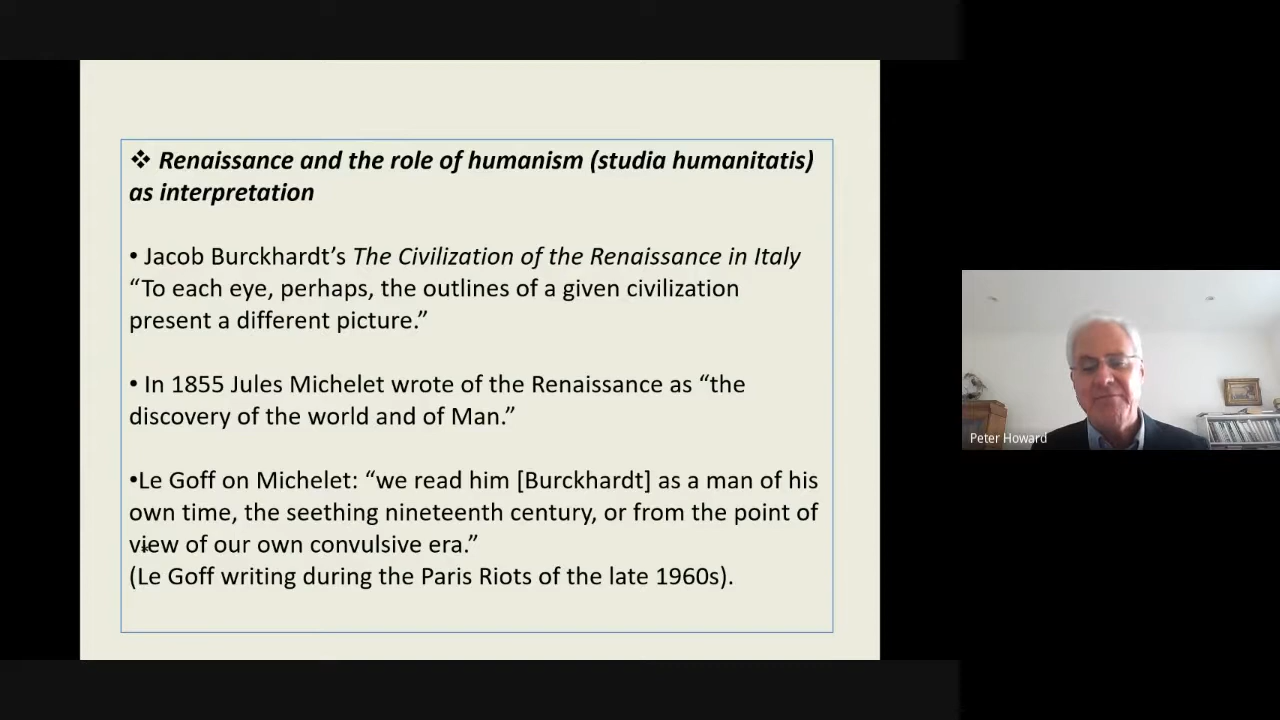 ❖ Renaissance and the role of humanism (studia humanitatis)
as interpretation
• Jacob Burckhardt’s The Civilization of the Renaissance in Italy
“To each eye, perhaps, the outlines of a given civilization
present a different picture.”
• In 1855 Jules Michelet wrote of the Renaissance as “the
discovery of the world and of Man.”
•Le Goff on Michelet: “we read him [Burckhardt] as a man of his
own time, the seething nineteenth century, or from the point of
view of our own convulsive era.”
(Le Goff writing during the Paris Riots of the late 1960s).
Peter Howard